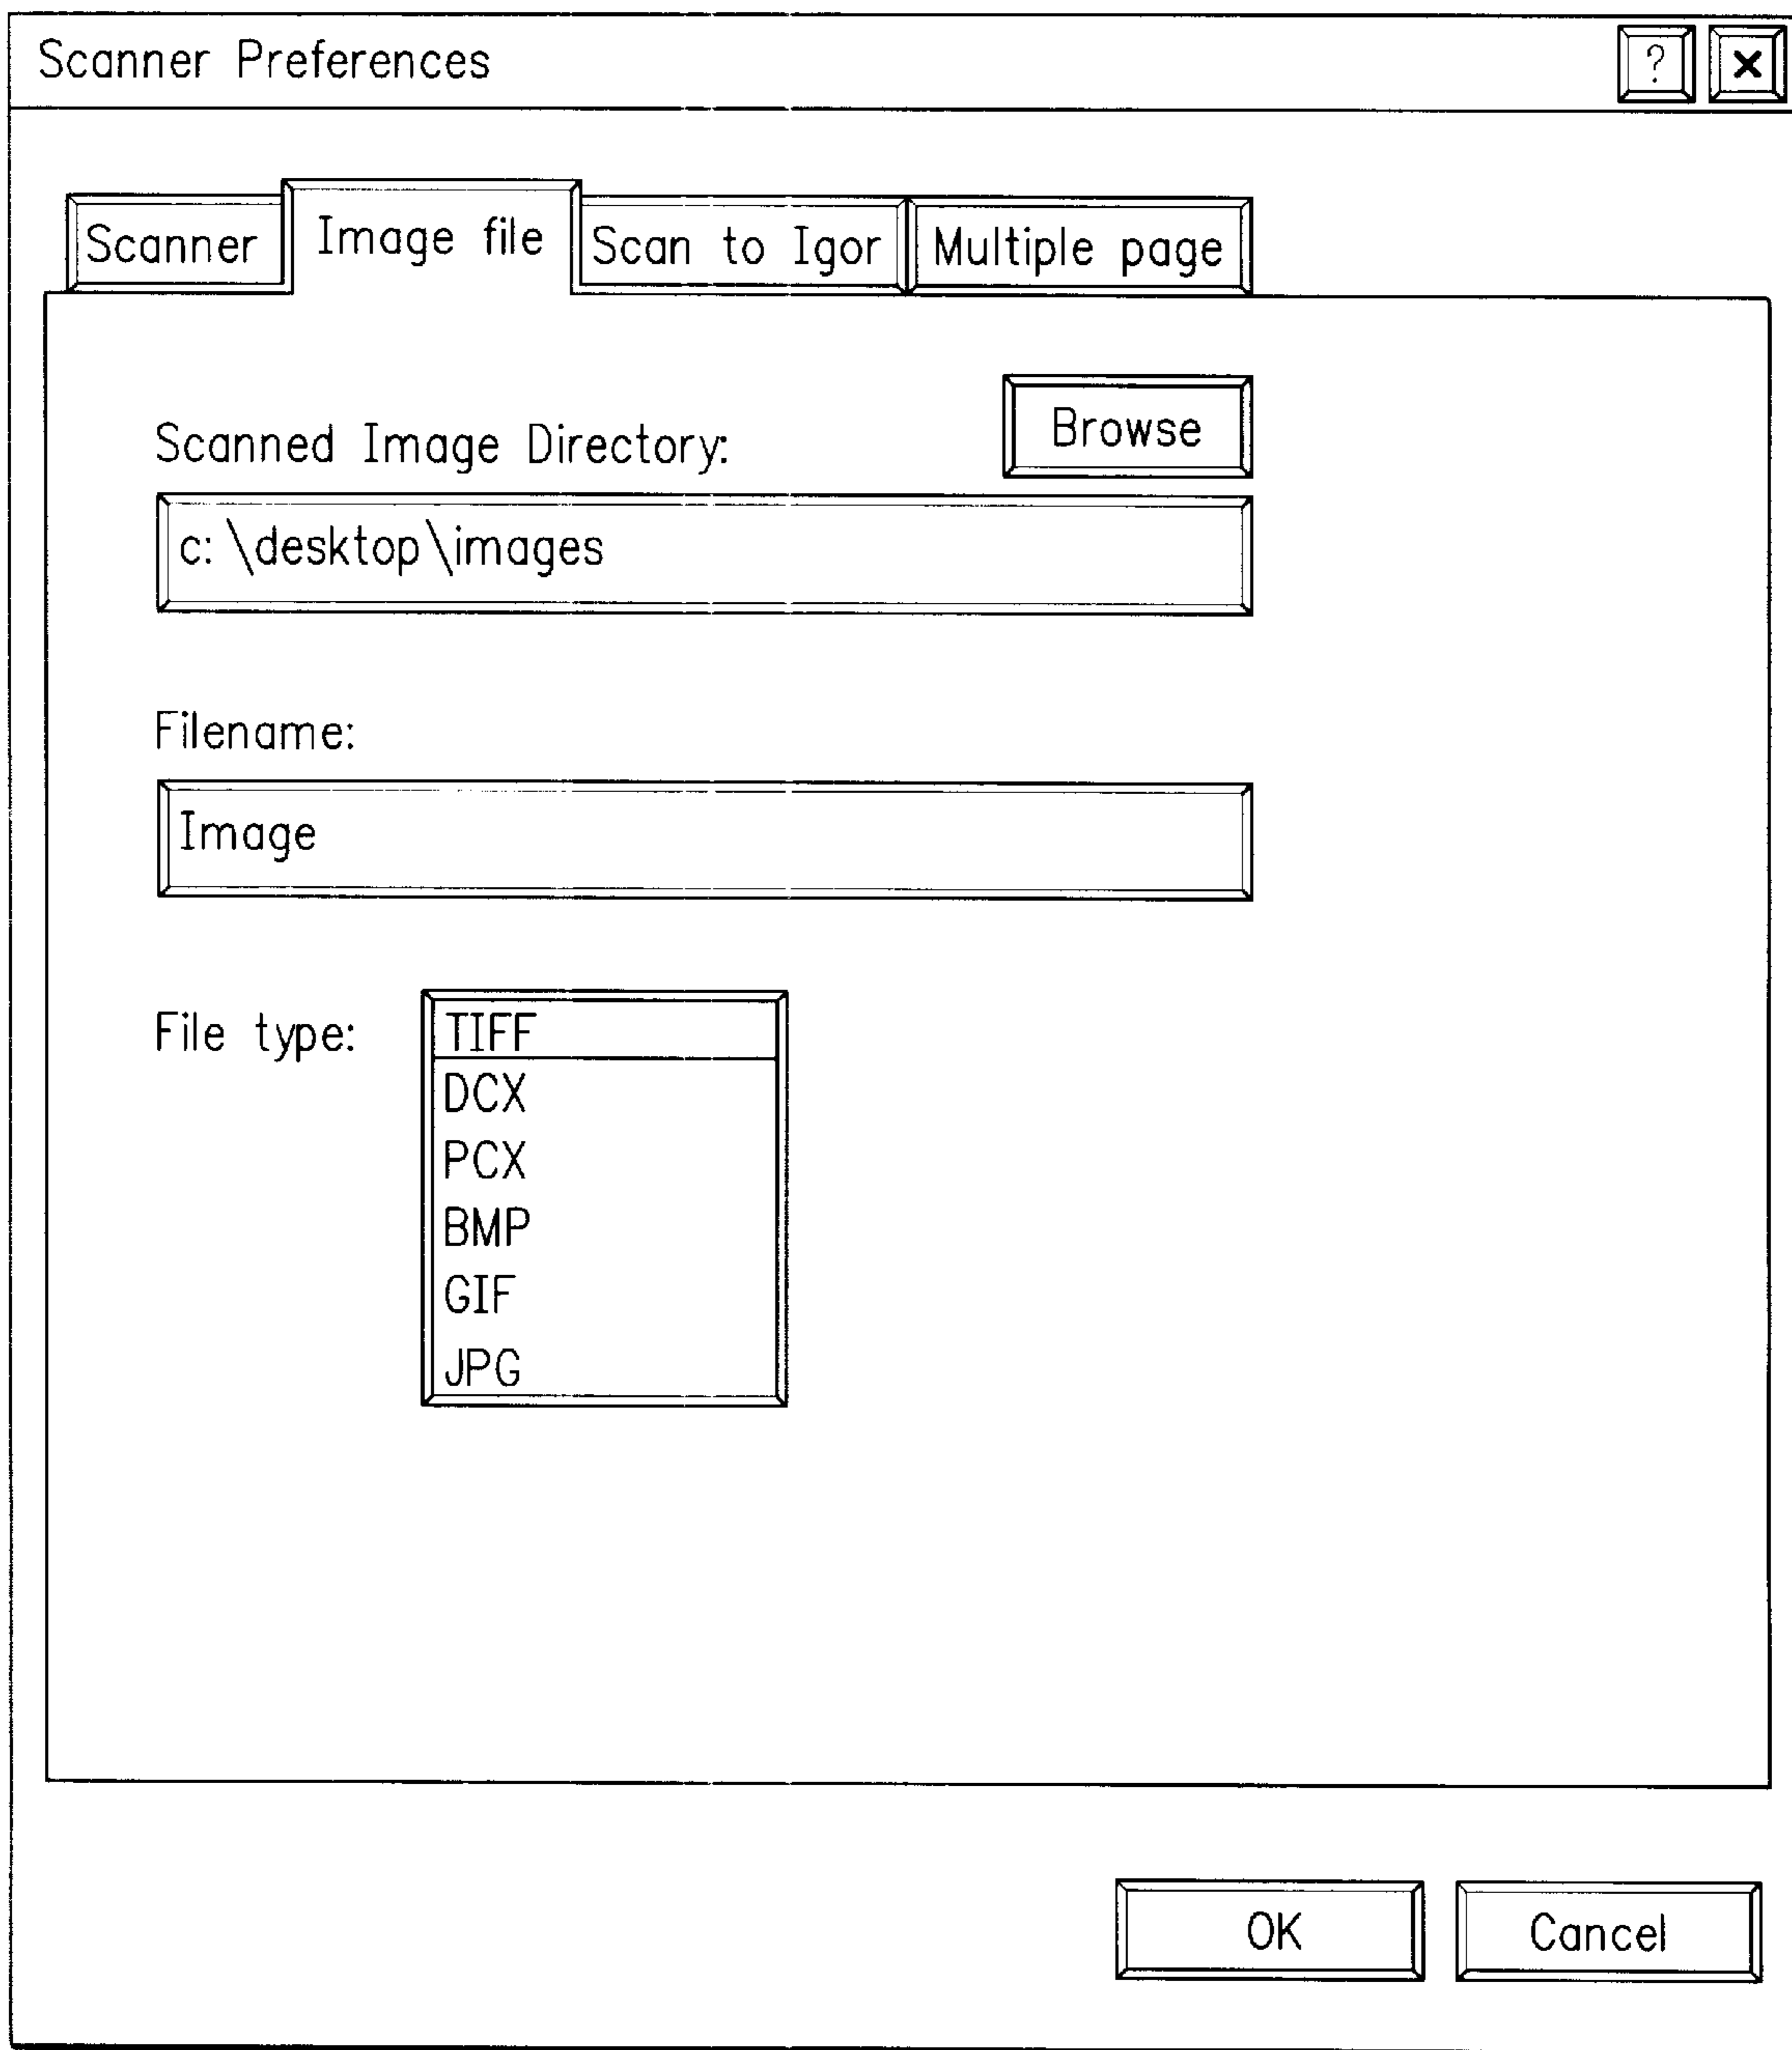 Scanner Preferences ? ×
Scanner Image file Scan to Igor Multiple page
Browse
Scanned Image Directory:
c:\desktop\images
Filename:
Image
File type: TIFF
DCX
PCX
BMP
GIF
JPG
OK Cancel